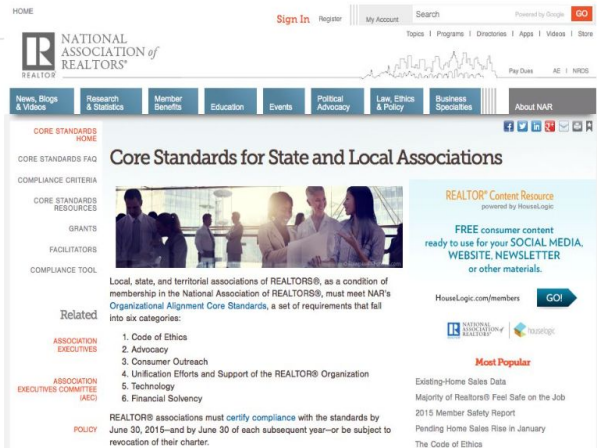 HOME
Sign In Register My Account Search Powered by Google GO
Topics | Programs | Directories | Apps | Videos | Store
R
REALTOR®
NATIONAL
ASSOCIATION of
REALTORS®
Pay Dues AE | NRDS
News, Blogs
& Videos
Research
& Statistics
Member
Benefits
Education
Events
Political
Advocacy
Law, Ethics
& Policy
Business
Specialties
About NAR
CORE STANDARDS
HOME
CORE STANDARDS FAQ
COMPLIANCE CRITERIA
CORE STANDARDS
RESOURCES
GRANTS
FACILITATORS
COMPLIANCE TOOL
Related
ASSOCIATION
EXECUTIVES
ASSOCIATION
EXECUTIVES COMMITTEE
(AEC)
POLICY
Core Standards for State and Local Associations
Local, state, and territorial associations of REALTORS®, as a condition of
membership in the National Association of REALTORS®, must meet NAR's
Organizational Alignment Core Standards, a set of requirements that fall
into six categories:
1. Code of Ethics
2. Advocacy
3. Consumer Outreach
4. Unification Efforts and Support of the REALTOR® Organization
5. Technology
6. Financial Solvency
REALTOR® associations must certify compliance with the standards by
June 30, 2015—and by June 30 of each subsequent year—or be subject to
revocation of their charter.
REALTOR® Content Resource
powered by HouseLogic
FREE consumer content
ready to use for your SOCIAL MEDIA,
WEBSITE, NEWSLETTER
or other materials.
HouseLogic.com/members GO!
NATIONAL
ASSOCIATION of
REALTORS®
houselogic
Most Popular
Existing-Home Sales Data
Majority of Realtors® Feel Safe on the Job
2015 Member Safety Report
Pending Home Sales Rise in January
The Code of Ethics